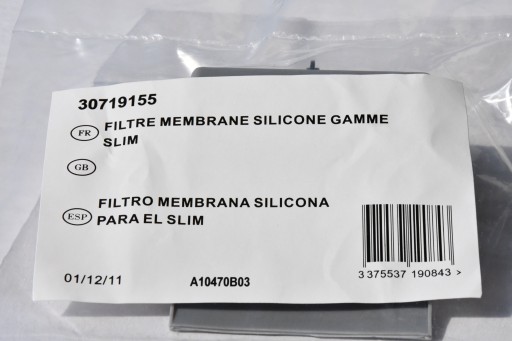 30719155
FR FILTRE MEMBRANE SILICONE GAMME
SLIM
GB
FILTRO MEMBRANA SILICONA
ESP PARA EL SLIM
01/12/11 A10470B03 3 375537 190843 >